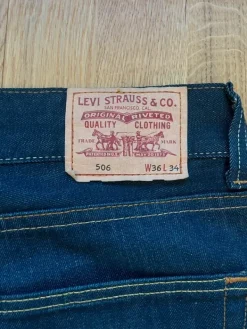 LEVI STRAUSS & CO.
SAN FRANCISCO, CAL.
ORIGINAL RIVETED
QUALITY CLOTHING
TRADE MARK
506 W36 L34